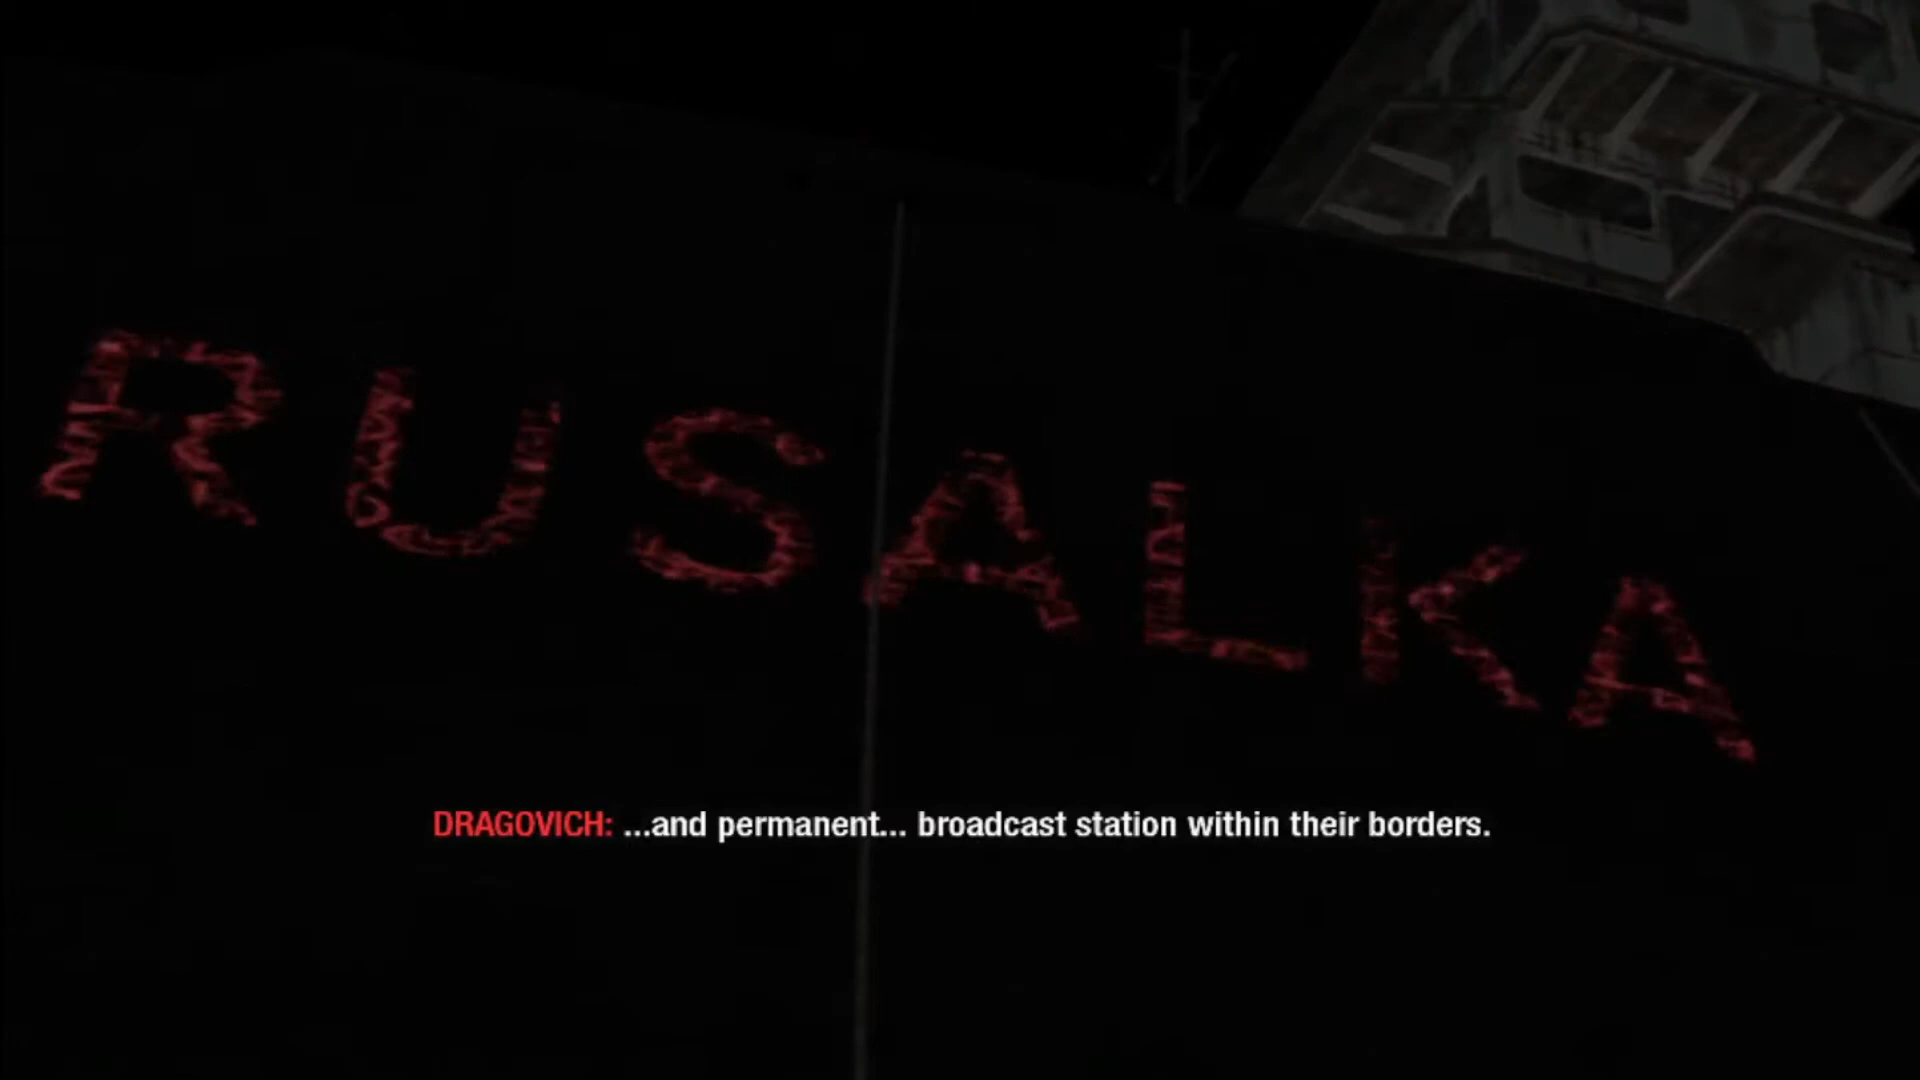 RUSALKA
DRAGOVICH: ...and permanent... broadcast station within their borders.